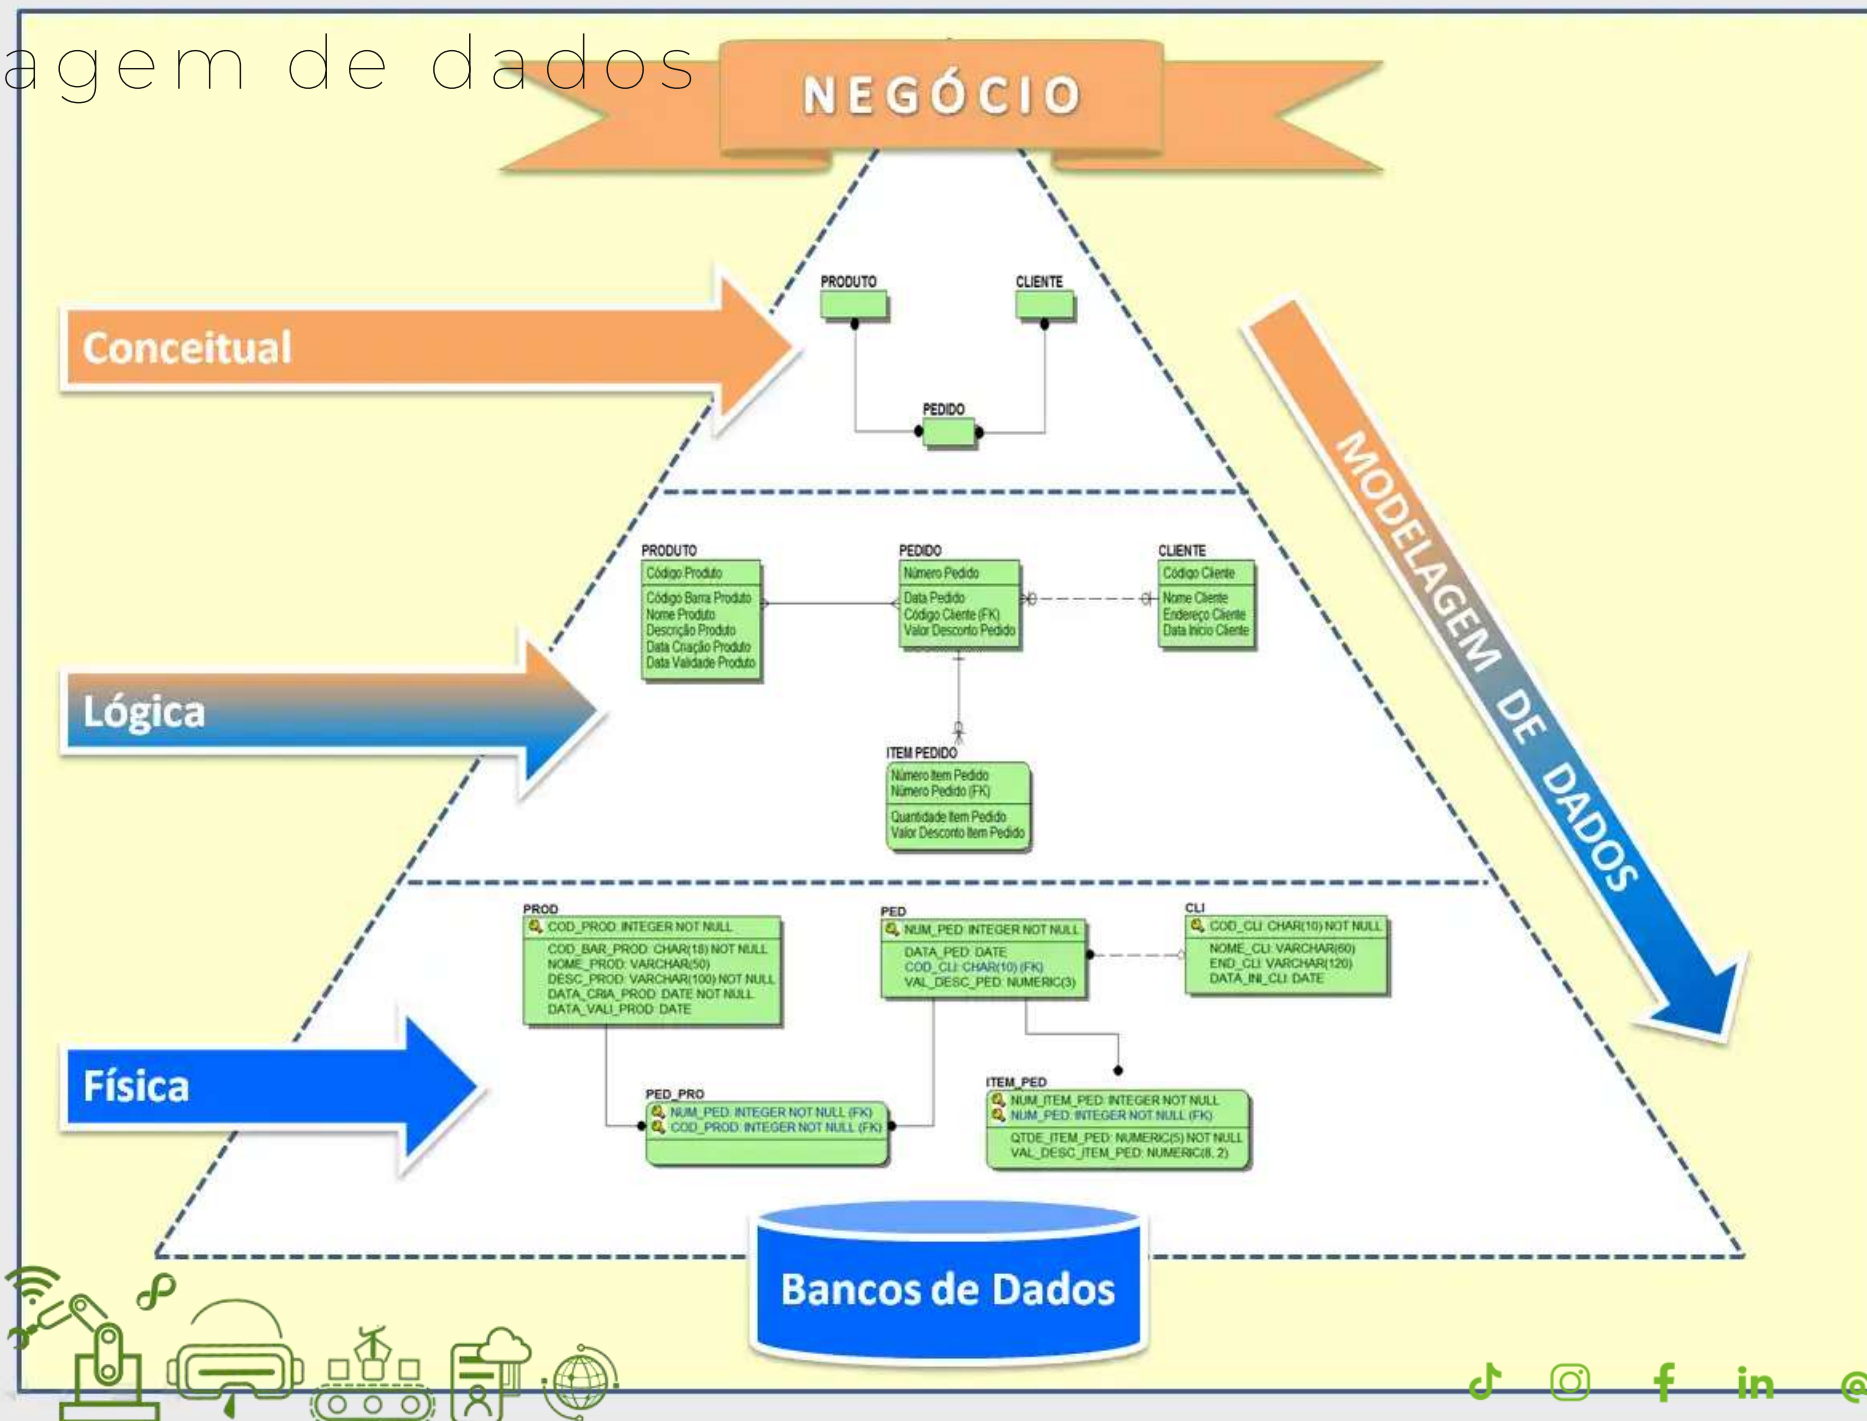 agem de dados
NEGÓCIO
Conceitual
PRODUTO
CLIENTE
PEDIDO
MODELAGEM DE DADOS
Lógica
PRODUTO
Código Produto
Código Barra Produto
Nome Produto
Descrição Produto
Data Criação Produto
Data Validade Produto
PEDIDO
Número Pedido
Data Pedido
Código Cliente (FK)
Valor Desconto Pedido
CLIENTE
Código Cliente
Nome Cliente
Endereço Cliente
Data Início Cliente
ITEM PEDIDO
Número Item Pedido
Número Pedido (FK)
Quantidade Item Pedido
Valor Desconto Item Pedido
Física
PROD
COD_PROD: INTEGER NOT NULL
COD_BAR_PROD: CHAR(18) NOT NULL
NOME_PROD: VARCHAR(50)
DESC_PROD: VARCHAR(100) NOT NULL
DATA_CRIA_PROD: DATE NOT NULL
DATA_VALI_PROD: DATE
PED
NUM_PED: INTEGER NOT NULL
DATA_PED: DATE
COD_CLI: CHAR(10) (FK)
VAL_DESC_PED: NUMERIC(3)
CLI
COD_CLI: CHAR(10) NOT NULL
NOME_CLI: VARCHAR(60)
END_CLI: VARCHAR(120)
DATA_INI_CLI: DATE
PED_PRO
NUM_PED: INTEGER NOT NULL (FK)
COD_PROD: INTEGER NOT NULL (FK)
ITEM_PED
NUM_ITEM_PED: INTEGER NOT NULL
NUM_PED: INTEGER NOT NULL (FK)
QTDE_ITEM_PED: NUMERIC(5) NOT NULL
VAL_DESC_ITEM_PED: NUMERIC(8, 2)
Bancos de Dados